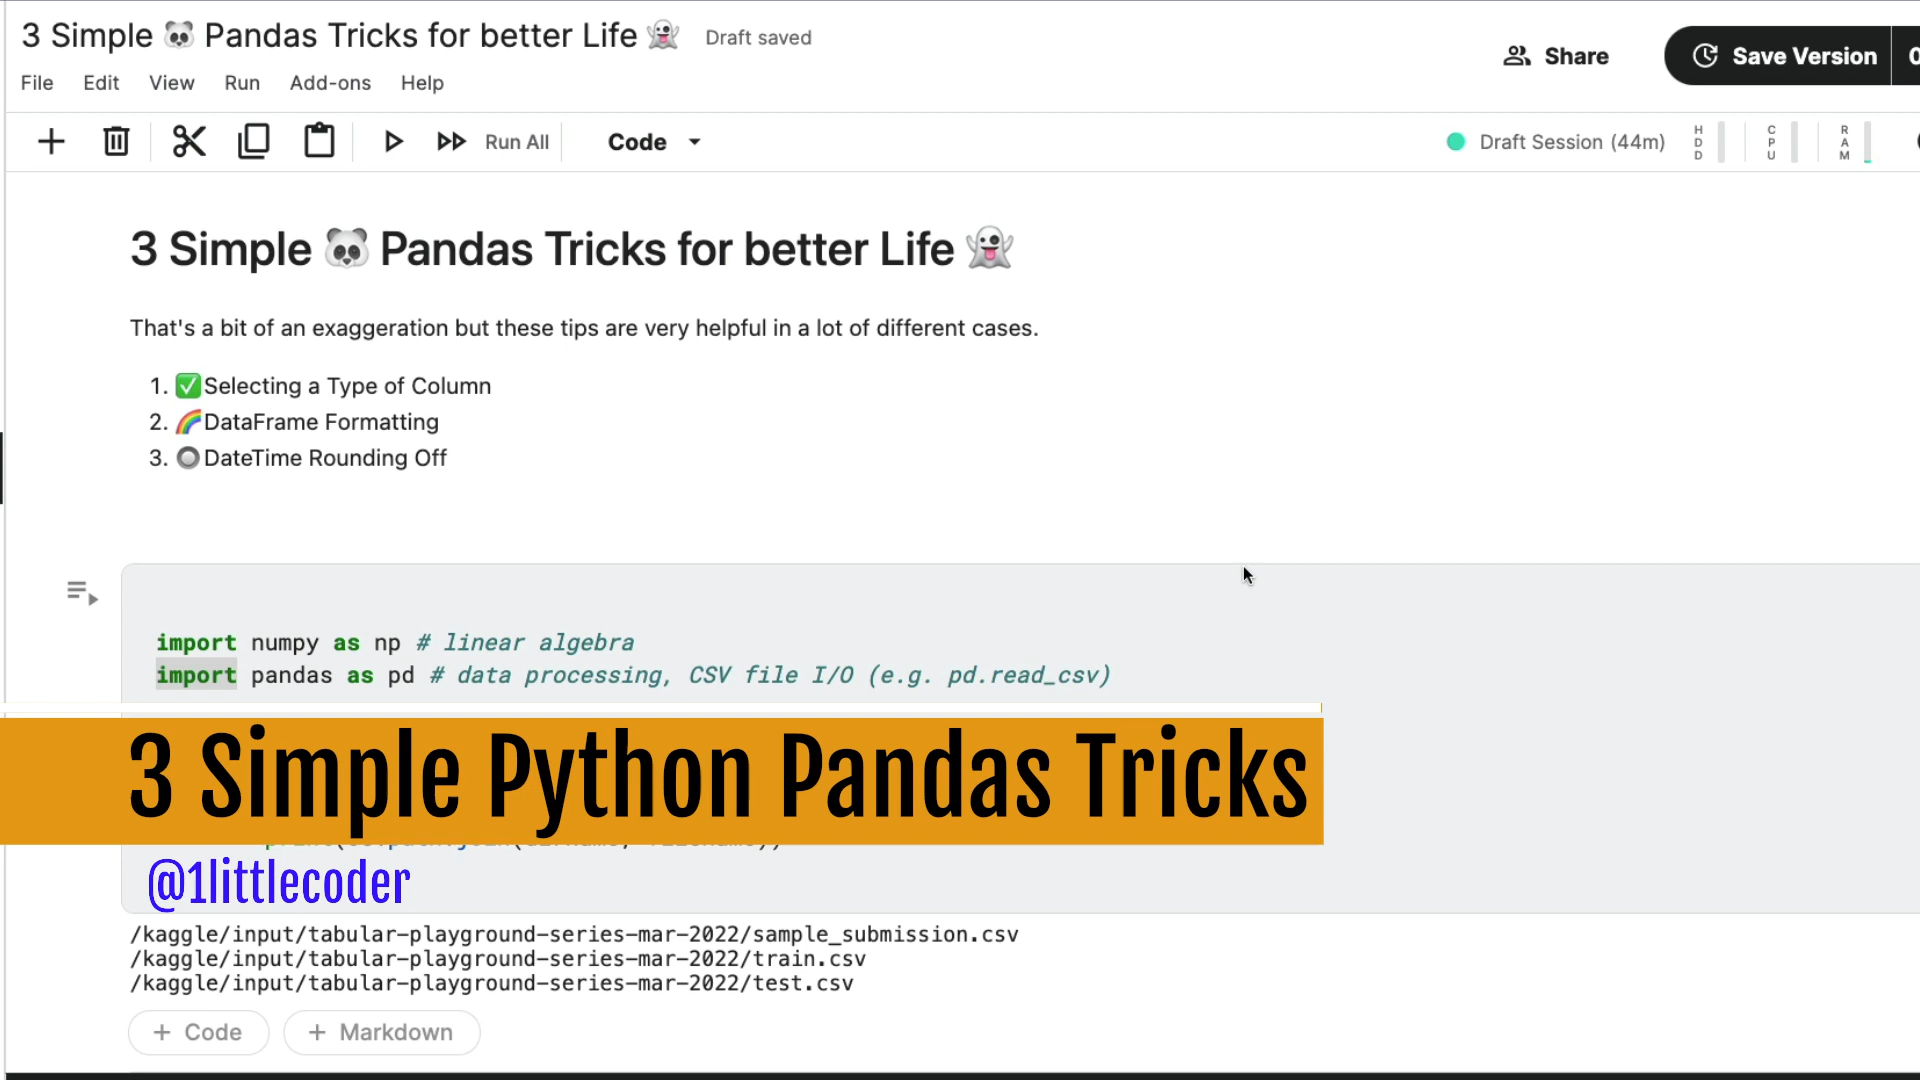 3 Simple 🐼 Pandas Tricks for better Life 👻 Draft saved
Share
Save Version
File Edit View Run Add-ons Help
Run All
Code
Draft Session (44m)
HDD
CPU
RAM
3 Simple 🐼 Pandas Tricks for better Life 👻
That's a bit of an exaggeration but these tips are very helpful in a lot of different cases.
1. ✅Selecting a Type of Column
2. 🌈DataFrame Formatting
3. 🔘DateTime Rounding Off
import numpy as np # linear algebra
import pandas as pd # data processing, CSV file I/O (e.g. pd.read_csv)
3 Simple Python Pandas Tricks
@1littlecoder
/kaggle/input/tabular-playground-series-mar-2022/sample_submission.csv
/kaggle/input/tabular-playground-series-mar-2022/train.csv
/kaggle/input/tabular-playground-series-mar-2022/test.csv
+ Code + Markdown